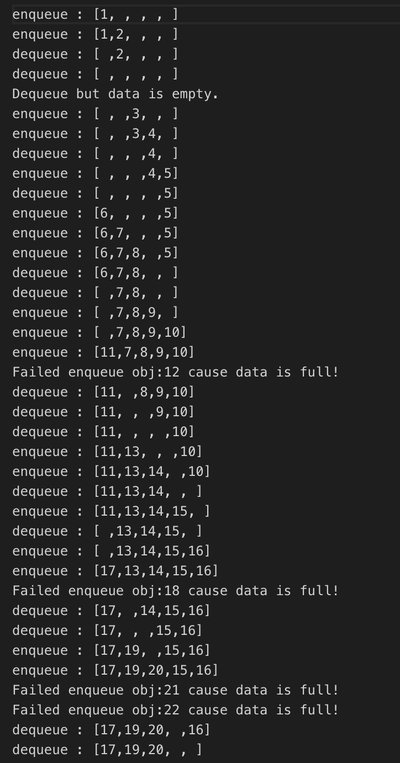 enqueue : [1, , , , ]
enqueue : [1,2, , , ]
dequeue : [ ,2, , , ]
dequeue : [ , , , , ]
Dequeue but data is empty.
enqueue : [ , ,3, , ]
enqueue : [ , ,3,4, ]
dequeue : [ , , ,4, ]
enqueue : [ , , ,4,5]
dequeue : [ , , , ,5]
enqueue : [6, , , ,5]
enqueue : [6,7, , ,5]
enqueue : [6,7,8, ,5]
dequeue : [6,7,8, , ]
dequeue : [ ,7,8, , ]
enqueue : [ ,7,8,9, ]
enqueue : [ ,7,8,9,10]
enqueue : [11,7,8,9,10]
Failed enqueue obj:12 cause data is full!
dequeue : [11, ,8,9,10]
dequeue : [11, , ,9,10]
dequeue : [11, , , ,10]
enqueue : [11,13, , ,10]
enqueue : [11,13,14, ,10]
dequeue : [11,13,14, , ]
enqueue : [11,13,14,15, ]
dequeue : [ ,13,14,15, ]
enqueue : [ ,13,14,15,16]
enqueue : [17,13,14,15,16]
Failed enqueue obj:18 cause data is full!
dequeue : [17, ,14,15,16]
dequeue : [17, , ,15,16]
enqueue : [17,19, ,15,16]
enqueue : [17,19,20,15,16]
Failed enqueue obj:21 cause data is full!
Failed enqueue obj:22 cause data is full!
dequeue : [17,19,20, ,16]
dequeue : [17,19,20, , ]